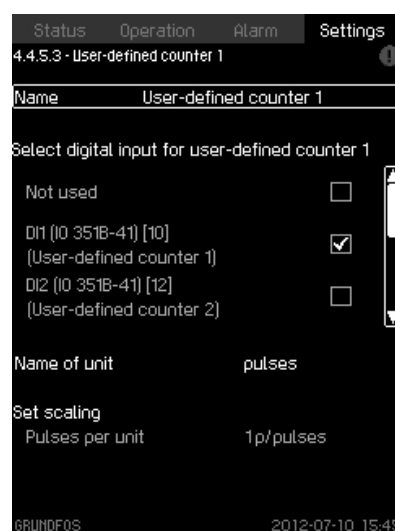 Status Operation Alarm Settings
4.4.5.3 - User-defined counter 1
Name User-defined counter 1
Select digital input for user-defined counter 1
Not used
DI1 (IO 351B-41) [10]
(User-defined counter 1)
DI2 (IO 351B-41) [12]
(User-defined counter 2)
Name of unit pulses
Set scaling
Pulses per unit 1p/pulses
GRUNDFOS 2012-07-10 15:45